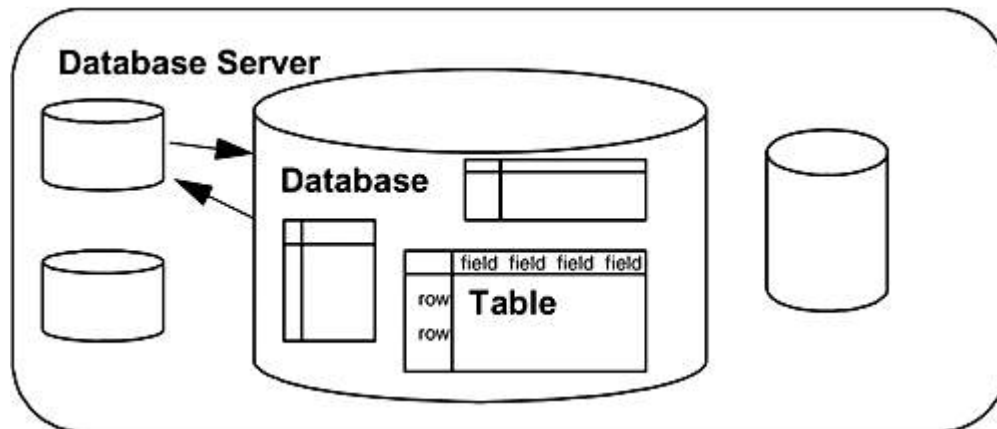 Database Server
Database
field field field field
row
Table
row